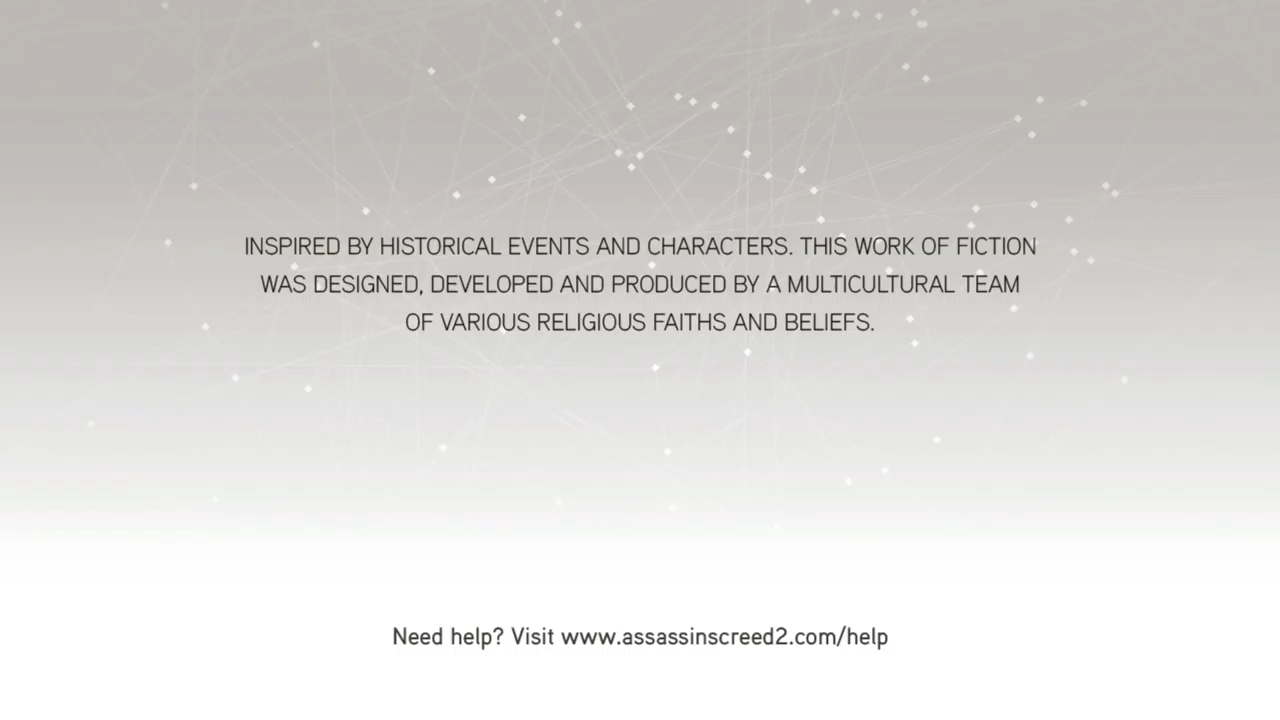 INSPIRED BY HISTORICAL EVENTS AND CHARACTERS. THIS WORK OF FICTION
WAS DESIGNED, DEVELOPED AND PRODUCED BY A MULTICULTURAL TEAM
OF VARIOUS RELIGIOUS FAITHS AND BELIEFS.
Need help? Visit www.assassinscreed2.com/help